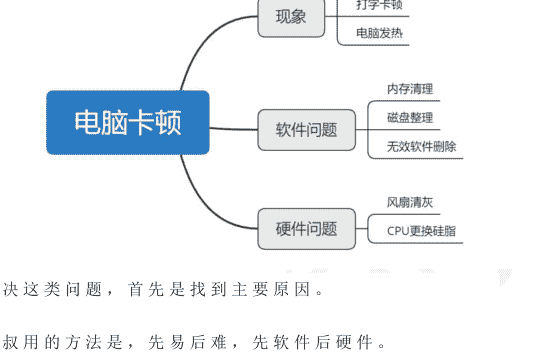 打字卡顿
现象
电脑发热
内存清理
电脑卡顿
软件问题
磁盘整理
无效软件删除
风扇清灰
硬件问题
CPU更换硅脂
决这类问题，首先是找到主要原因。
叔用的方法是，先易后难，先软件后硬件。